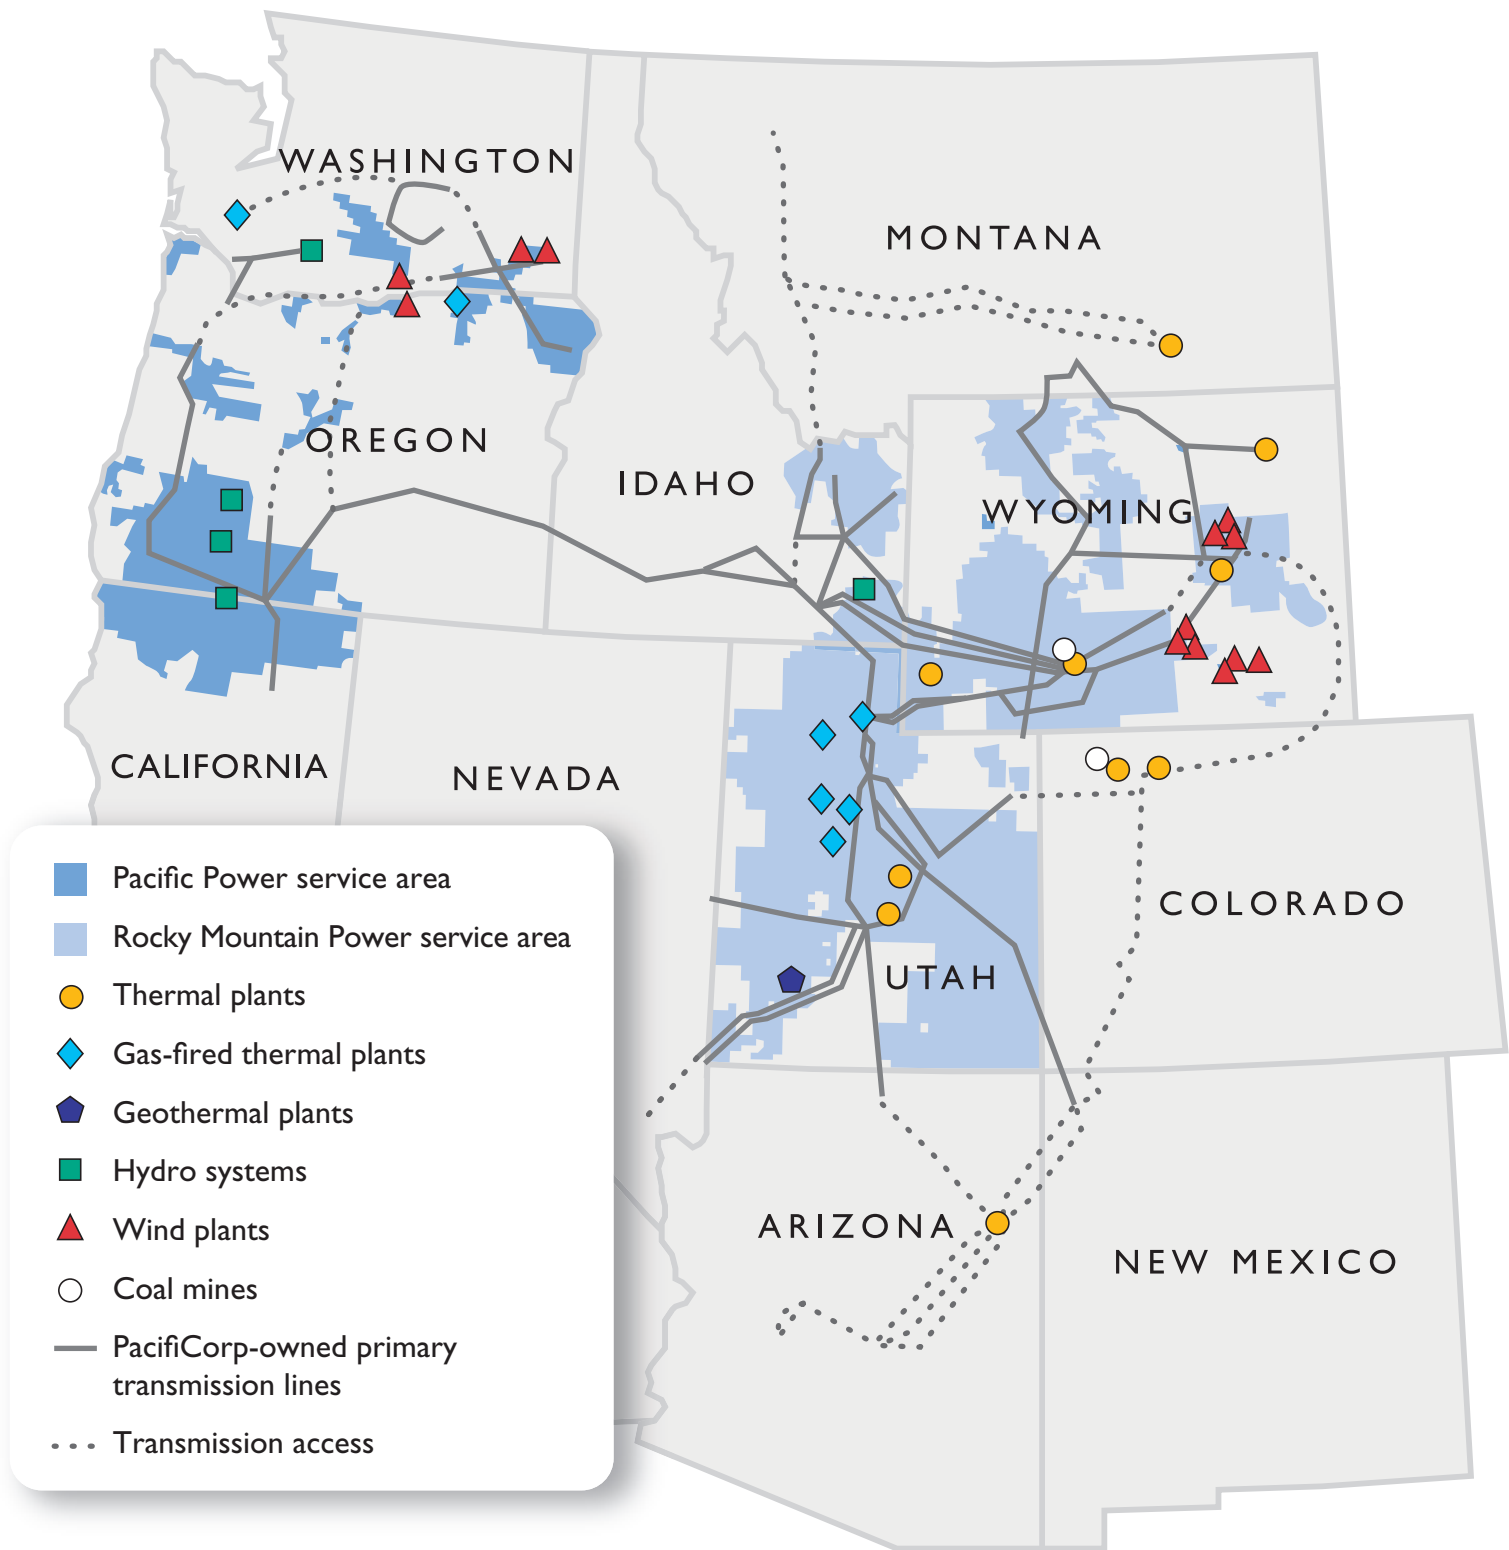 WASHINGTON
MONTANA
OREGON
IDAHO
WYOMING
CALIFORNIA
NEVADA
COLORADO
UTAH
ARIZONA
NEW MEXICO
Pacific Power service area
Rocky Mountain Power service area
Thermal plants
Gas-fired thermal plants
Geothermal plants
Hydro systems
Wind plants
Coal mines
PacifiCorp-owned primary
transmission lines
Transmission access